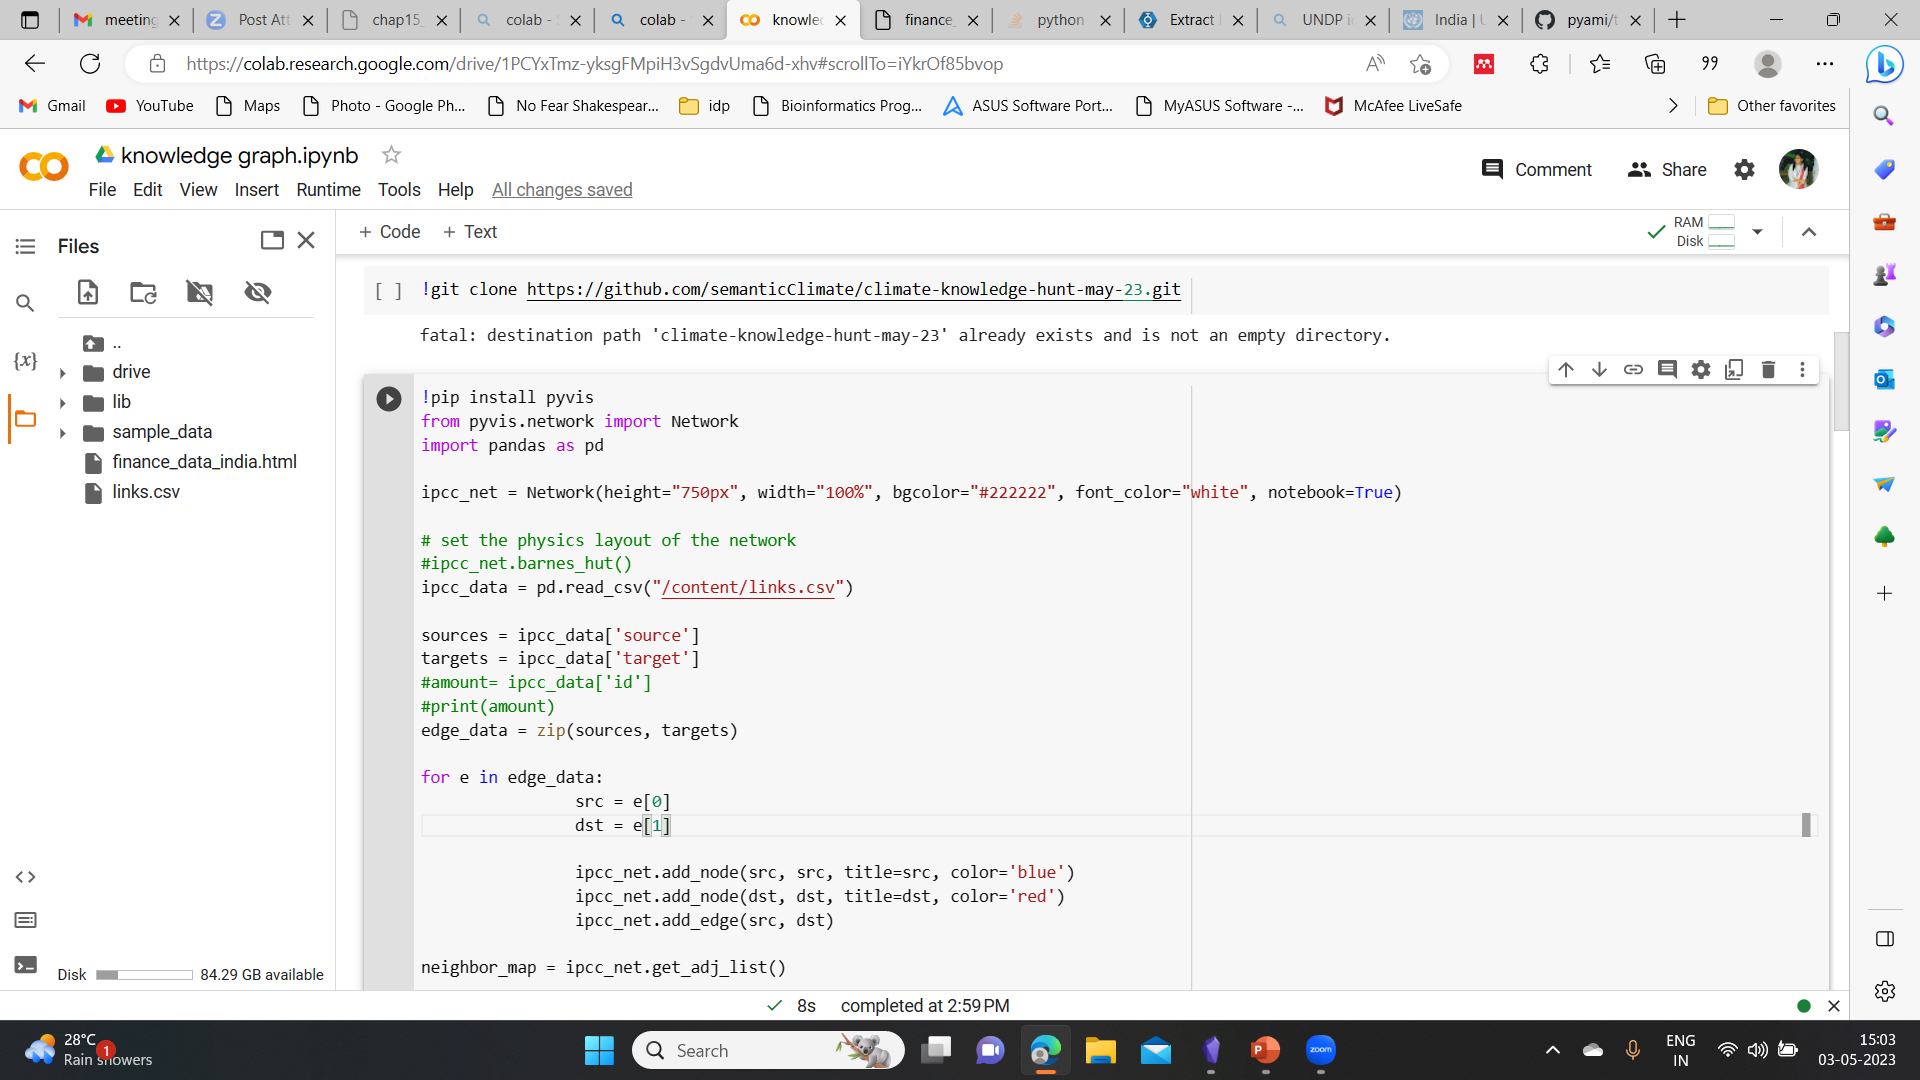 meeting
Post Att
chap15_
colab -
colab -
knowle
finance_
python
Extract
UNDP i
India | U
pyami/t
https://colab.research.google.com/drive/1PCYxTmz-yksgFMpiH3vSgdvUma6d-xhv#scrollTo=iYkrOf85bvop
Gmail
YouTube
Maps
Photo - Google Ph...
No Fear Shakespear...
idp
Bioinformatics Prog...
ASUS Software Port...
MyASUS Software -...
McAfee LiveSafe
Other favorites
knowledge graph.ipynb
File Edit View Insert Runtime Tools Help All changes saved
Comment
Share
Files
+ Code + Text
RAM
Disk
..
drive
lib
sample_data
finance_data_india.html
links.csv
{x}
Disk 84.29 GB available
[ ] !git clone https://github.com/semanticClimate/climate-knowledge-hunt-may-23.git
fatal: destination path 'climate-knowledge-hunt-may-23' already exists and is not an empty directory.
!pip install pyvis
from pyvis.network import Network
import pandas as pd
ipcc_net = Network(height="750px", width="100%", bgcolor="#222222", font_color="white", notebook=True)
# set the physics layout of the network
#ipcc_net.barnes_hut()
ipcc_data = pd.read_csv("/content/links.csv")
sources = ipcc_data['source']
targets = ipcc_data['target']
#amount= ipcc_data['id']
#print(amount)
edge_data = zip(sources, targets)
for e in edge_data:
src = e[0]
dst = e[1]
ipcc_net.add_node(src, src, title=src, color='blue')
ipcc_net.add_node(dst, dst, title=dst, color='red')
ipcc_net.add_edge(src, dst)
neighbor_map = ipcc_net.get_adj_list()
8s completed at 2:59 PM
28°C
1
Rain showers
Search
zoom
ENG
IN
15:03
03-05-2023